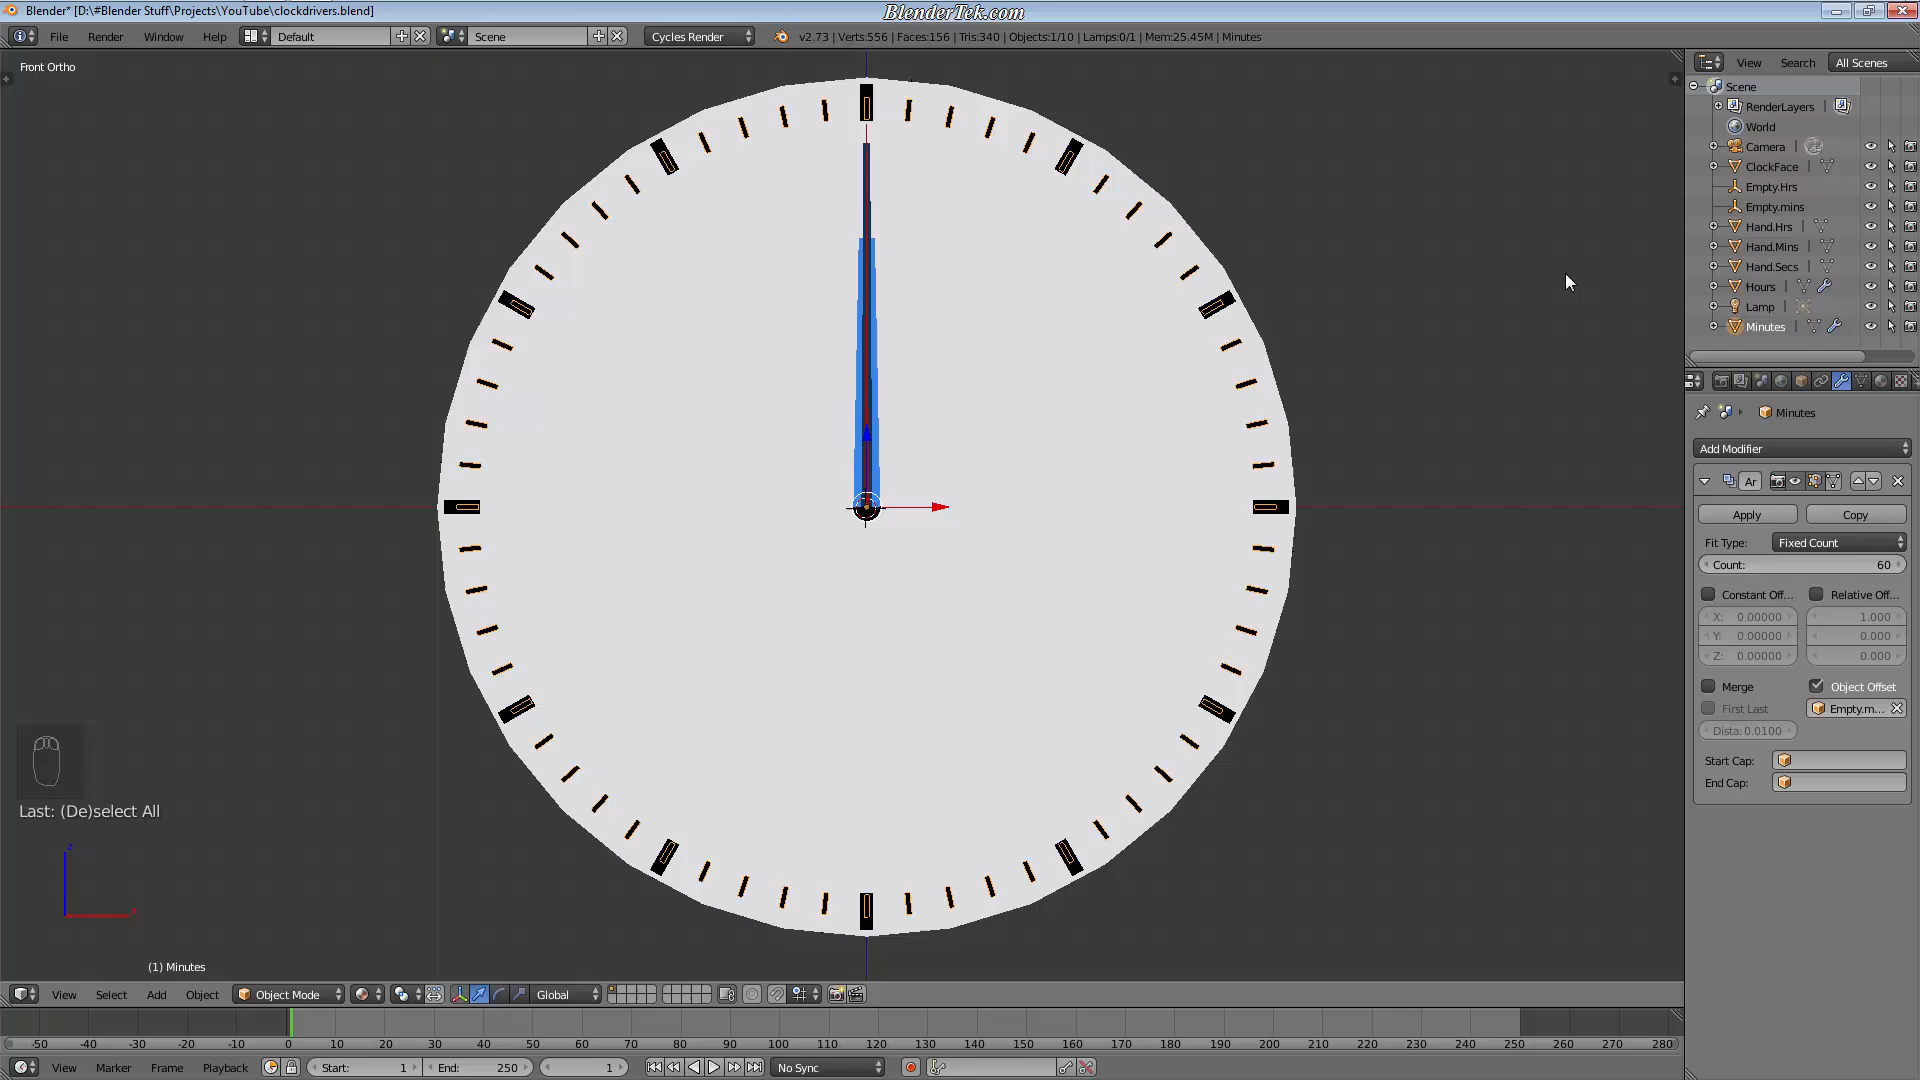 Blender* [D:\#Blender Stuff\Projects\YouTube\clockdrivers.blend]
BlenderTek.com
File Render Window Help Default Scene Cycles Render v2.73 | Verts:556 | Faces:156 | Tris:340 | Objects:1/10 | Lamps:0/1 | Mem:25.45M | Minutes
Front Ortho
View Search All Scenes
Scene
RenderLayers
World
Camera
ClockFace
Empty.Hrs
Empty.mins
Hand.Hrs
Hand.Mins
Hand.Secs
Hours
Lamp
Minutes
Minutes
Add Modifier
Ar
Apply Copy
Fit Type: Fixed Count
Count: 60
Constant Off... Relative Off...
X: 0.00000 1.000
Y: 0.00000 0.000
Z: 0.00000 0.000
Merge Object Offset
First Last Empty.m...
Dista: 0.0100
Start Cap:
End Cap:
Last: (De)select All
z
x
(1) Minutes
View Select Add Object Object Mode Global
-50 -40 -30 -20 -10 0 10 20 30 40 50 60 70 80 90 100 110 120 130 140 150 160 170 180 190 200 210 220 230 240 250 260 270 280
View Marker Frame Playback Start: 1 End: 250 1 No Sync